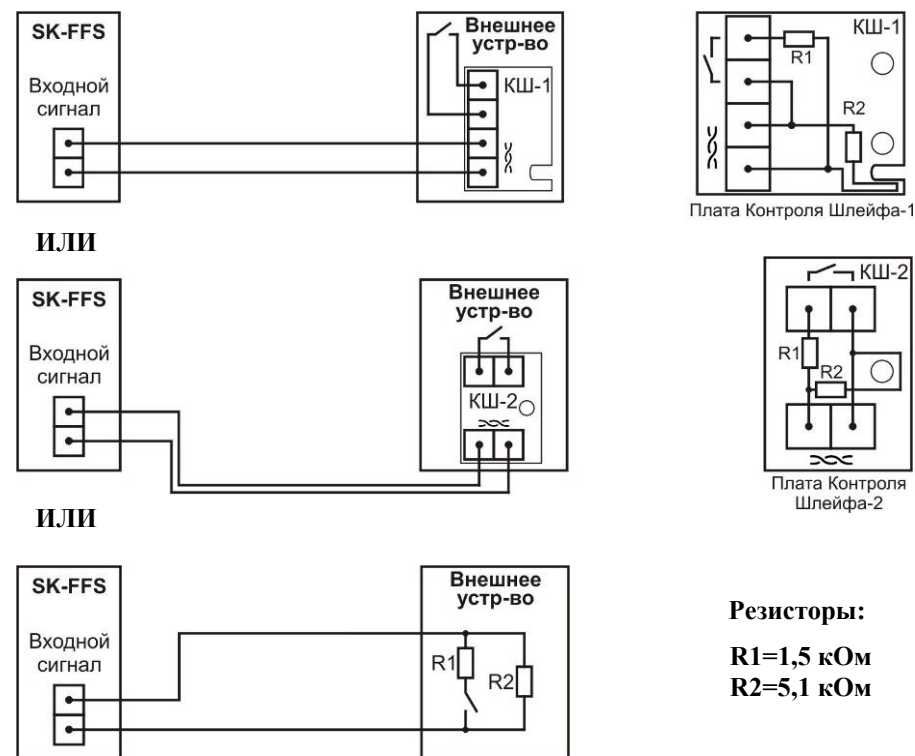 SK-FFS
Входной
сигнал
Внешнее
устр-во
КШ-1
КШ-1
R1
R2
Плата Контроля Шлейфа-1
ИЛИ
SK-FFS
Входной
сигнал
Внешнее
устр-во
КШ-2
КШ-2
R1
R2
Плата Контроля
Шлейфа-2
ИЛИ
SK-FFS
Входной
сигнал
Внешнее
устр-во
R1
R2
Резисторы:
R1=1,5 кОм
R2=5,1 кОм